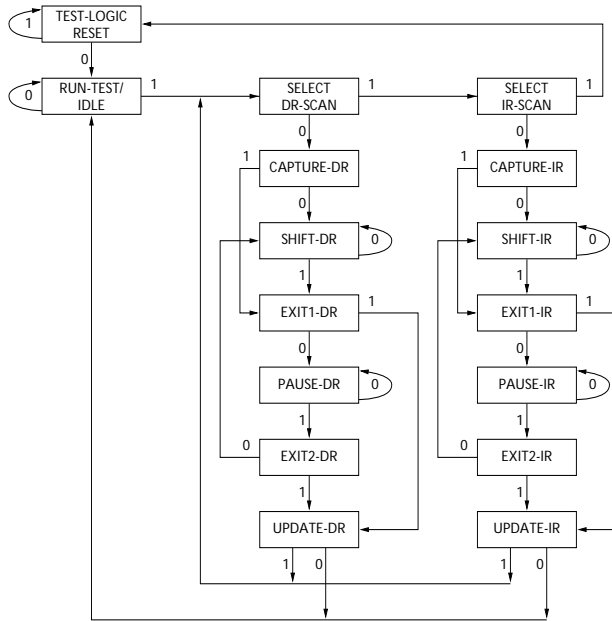 1
TEST-LOGIC
RESET
0
0
RUN-TEST/
IDLE
1
SELECT
DR-SCAN
1
SELECT
IR-SCAN
1
0
0
1
CAPTURE-DR
1
CAPTURE-IR
0
0
SHIFT-DR
0
SHIFT-IR
0
1
1
EXIT1-DR
1
EXIT1-IR
1
0
0
PAUSE-DR
0
PAUSE-IR
0
1
1
0
EXIT2-DR
0
EXIT2-IR
1
1
UPDATE-DR
UPDATE-IR
1
0
1
0